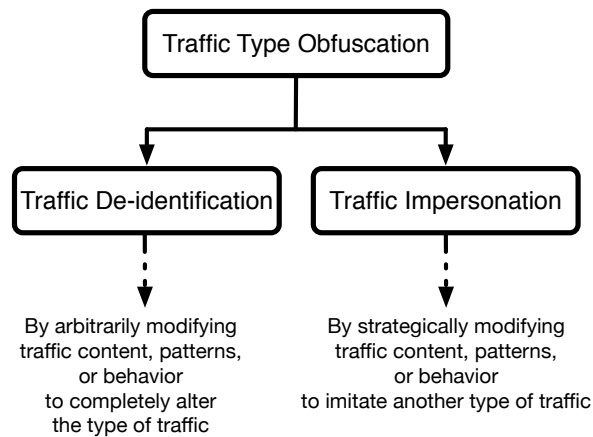 Traffic Type Obfuscation
Traffic De-identification
Traffic Impersonation
By arbitrarily modifying
traffic content, patterns,
or behavior
to completely alter
the type of traffic
By strategically modifying
traffic content, patterns,
or behavior
to imitate another type of traffic